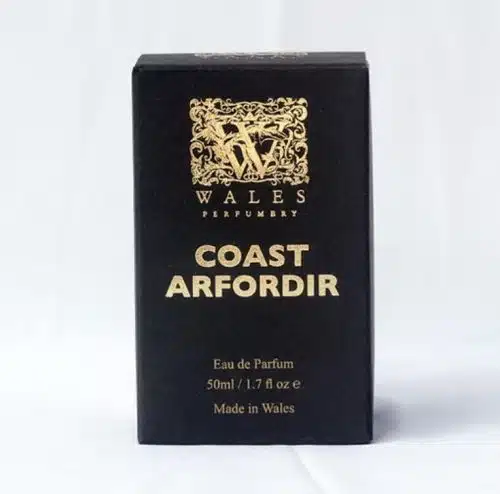 WALES
PERFUMERY
COAST
ARFORDIR
Eau de Parfum
50ml / 1.7 fl oz ℮
Made in Wales